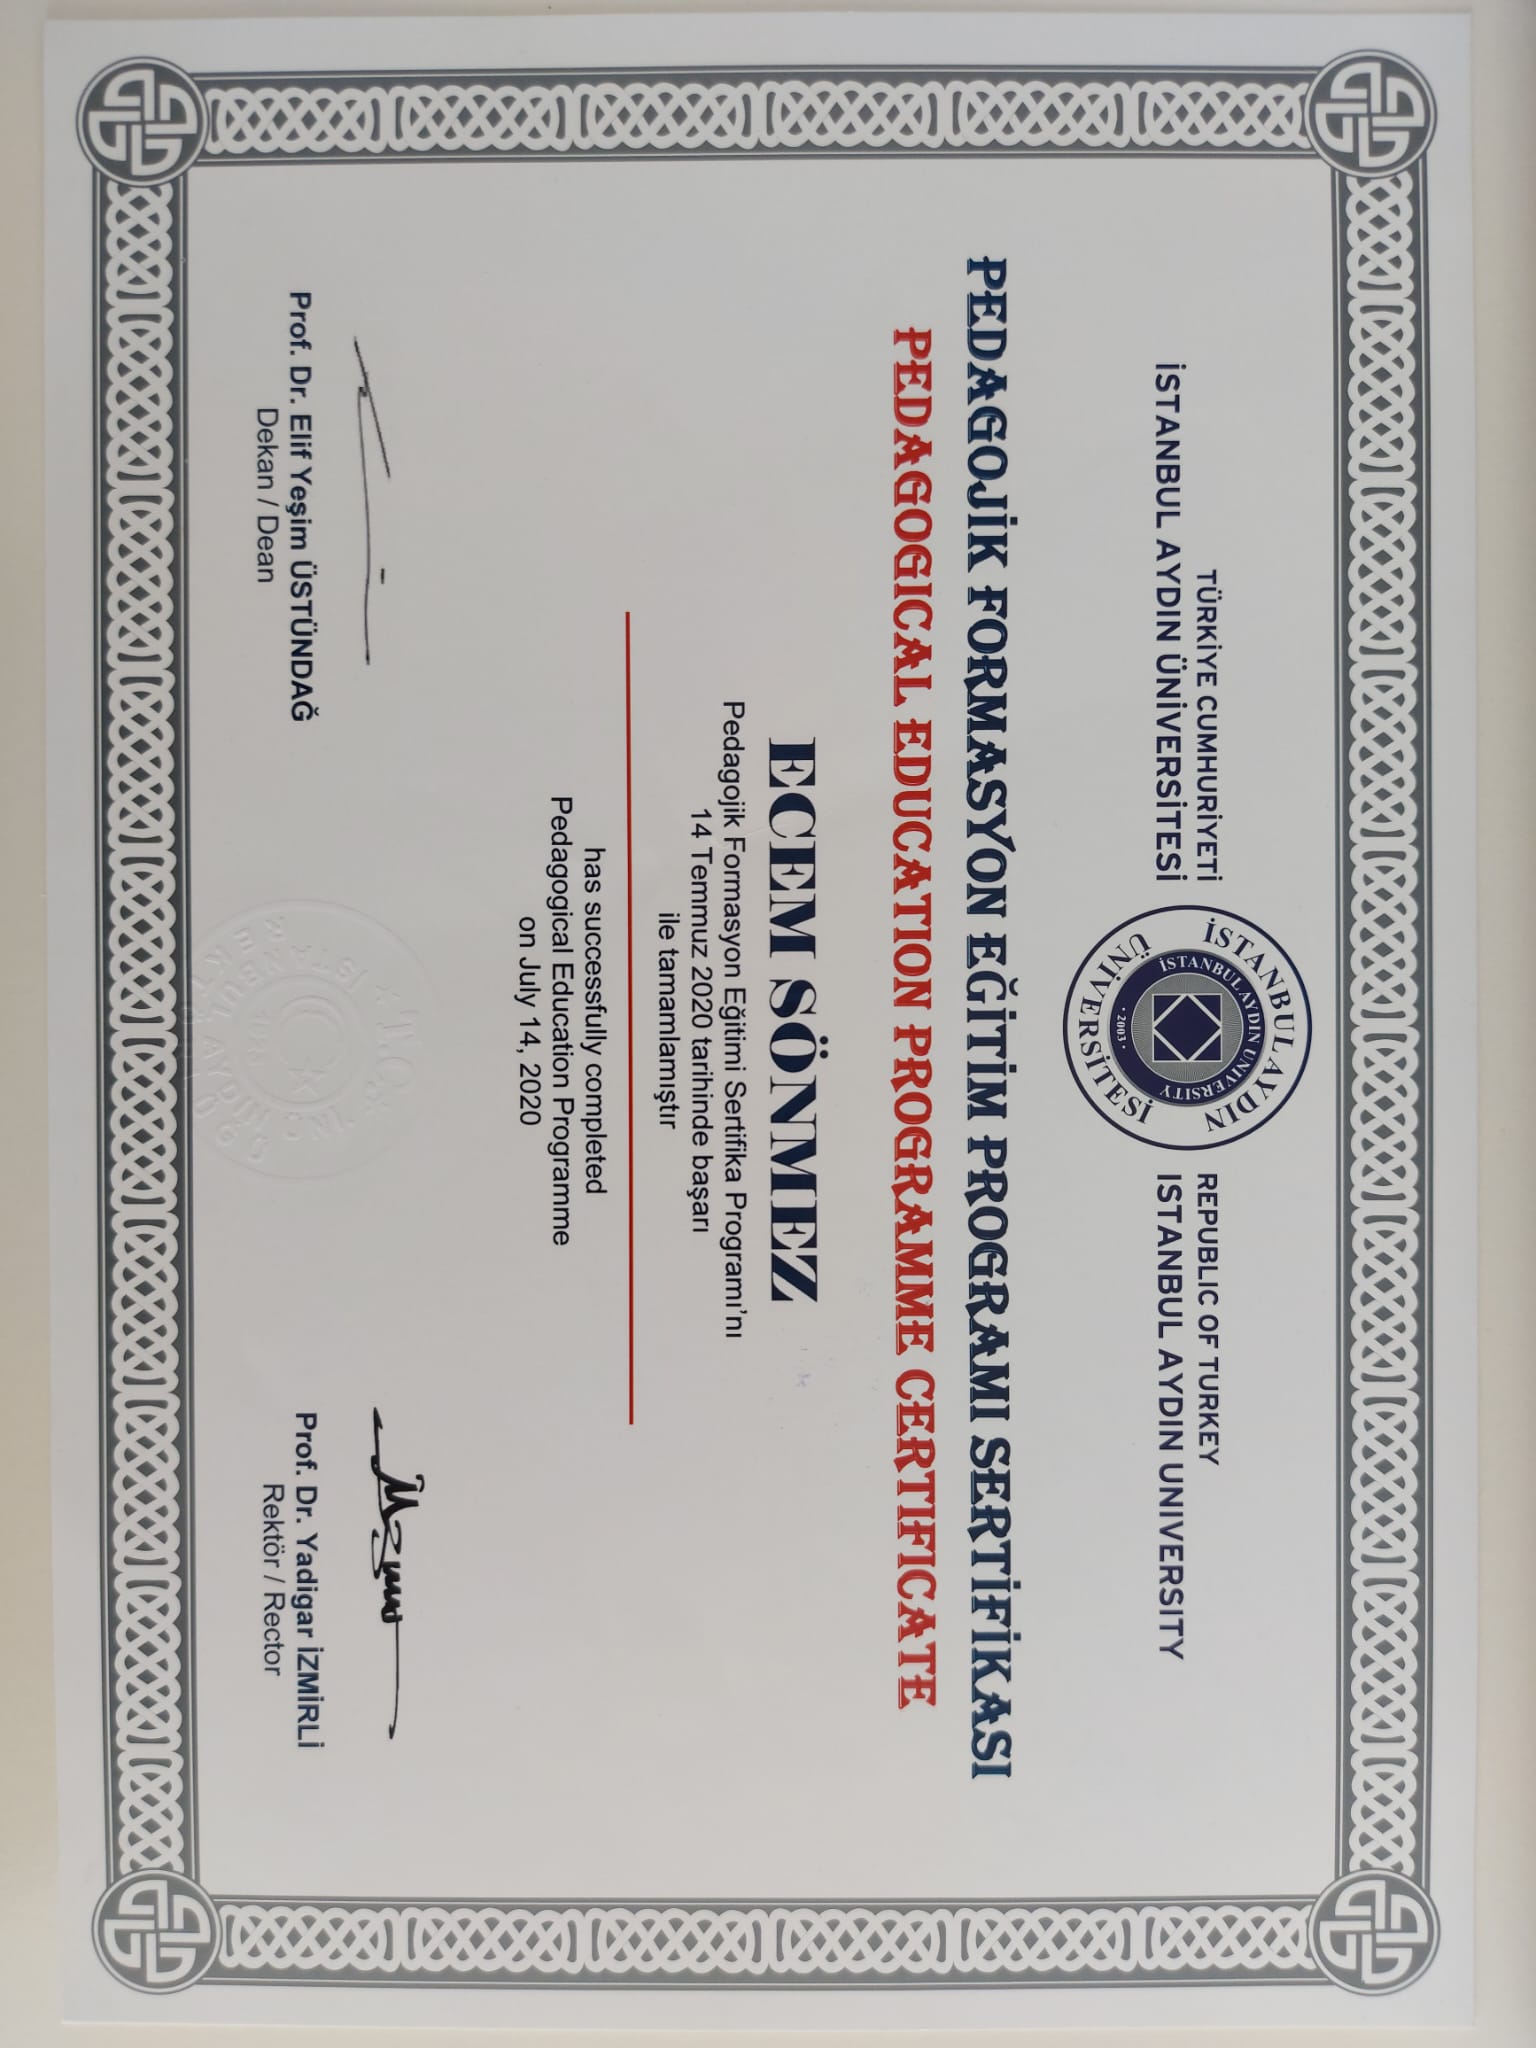 TÜRKİYE CUMHURİYETİ
İSTANBUL AYDIN ÜNİVERSİTESİ
İSTANBUL AYDIN
ÜNİVERSİTESİ
İSTANBUL AYDIN UNIVERSITY
· 2003 ·
REPUBLIC OF TURKEY
ISTANBUL AYDIN UNIVERSITY
PEDAGOJİK FORMASYON EĞİTİM PROGRAMI SERTİFİKASI
PEDAGOGICAL EDUCATION PROGRAMME CERTIFICATE
ECEM SÖNMEZ
Pedagojik Formasyon Eğitimi Sertifika Programı'nı
14 Temmuz 2020 tarihinde başarı
ile tamamlamıştır
has successfully completed
Pedagogical Education Programme
on July 14, 2020
Prof. Dr. Elif Yeşim ÜSTÜNDAĞ
Dekan / Dean
Prof. Dr. Yadigar İZMİRLİ
Rektör / Rector